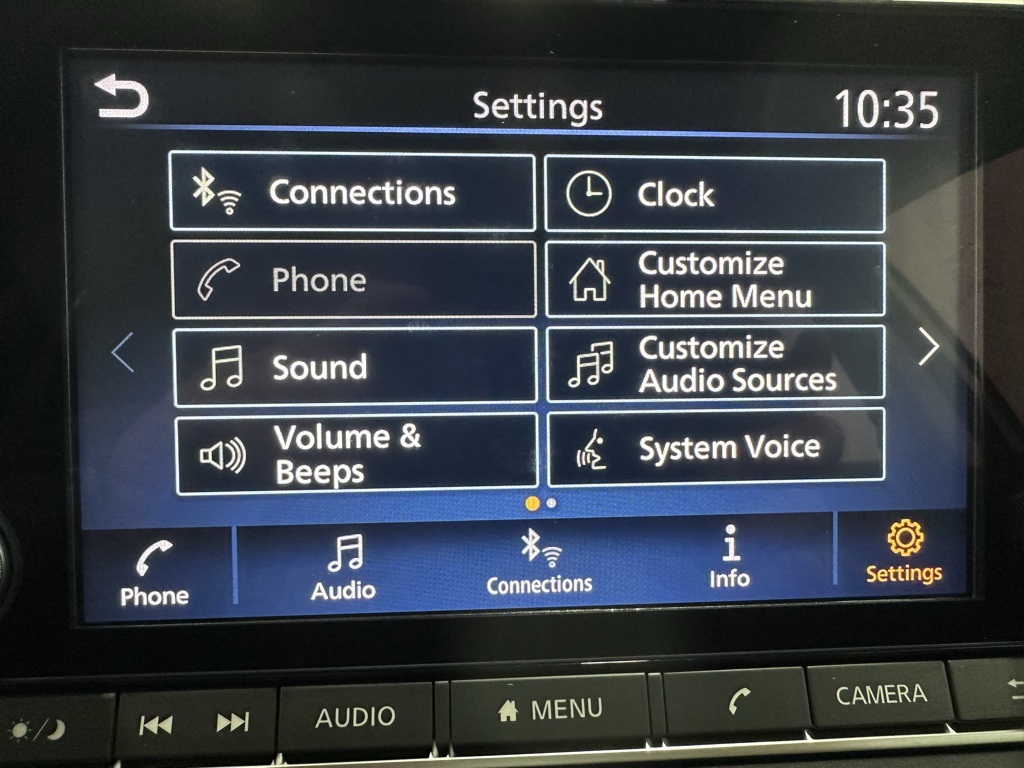 Settings
10:35
Connections
Clock
Phone
Customize
Home Menu
Sound
Customize
Audio Sources
Volume &
Beeps
System Voice
Phone
Audio
Connections
Info
Settings
AUDIO
MENU
CAMERA